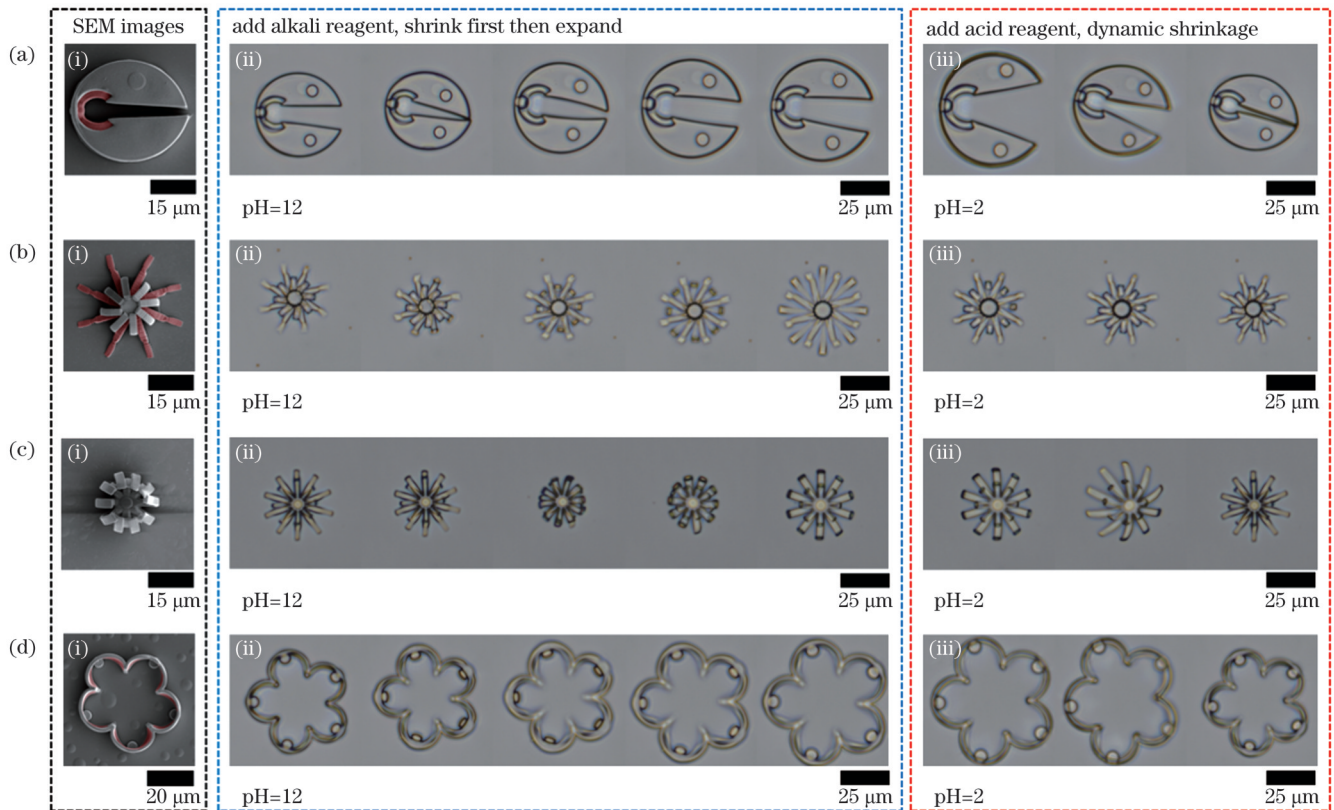 SEM images
add alkali reagent, shrink first then expand
add acid reagent, dynamic shrinkage
(a)
(i)
(ii)
(iii)
15 μm
pH=12
25 μm
pH=2
25 μm
(b)
(i)
(ii)
(iii)
15 μm
pH=12
25 μm
pH=2
25 μm
(c)
(i)
(ii)
(iii)
15 μm
pH=12
25 μm
pH=2
25 μm
(d)
(i)
(ii)
(iii)
20 μm
pH=12
25 μm
pH=2
25 μm